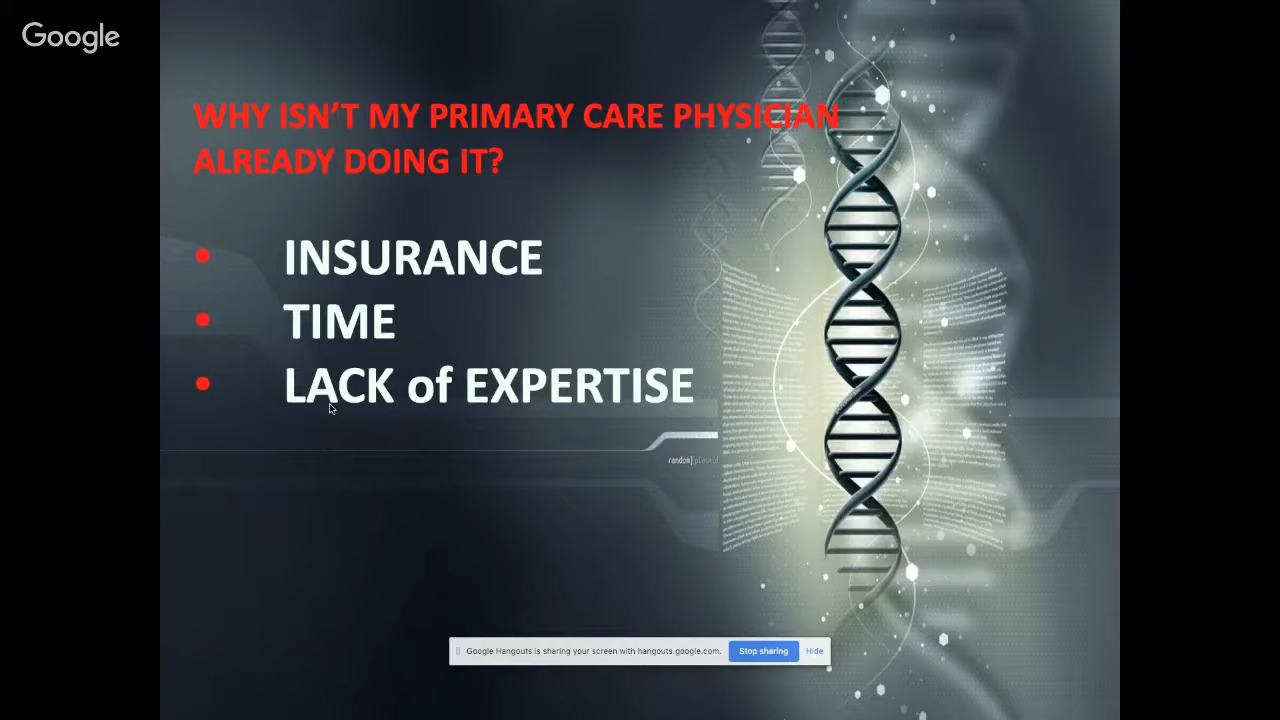 Google
WHY ISN'T MY PRIMARY CARE PHYSICIAN
ALREADY DOING IT?
• INSURANCE
• TIME
• LACK of EXPERTISE
Google Hangouts is sharing your screen with hangouts.google.com. Stop sharing Hide